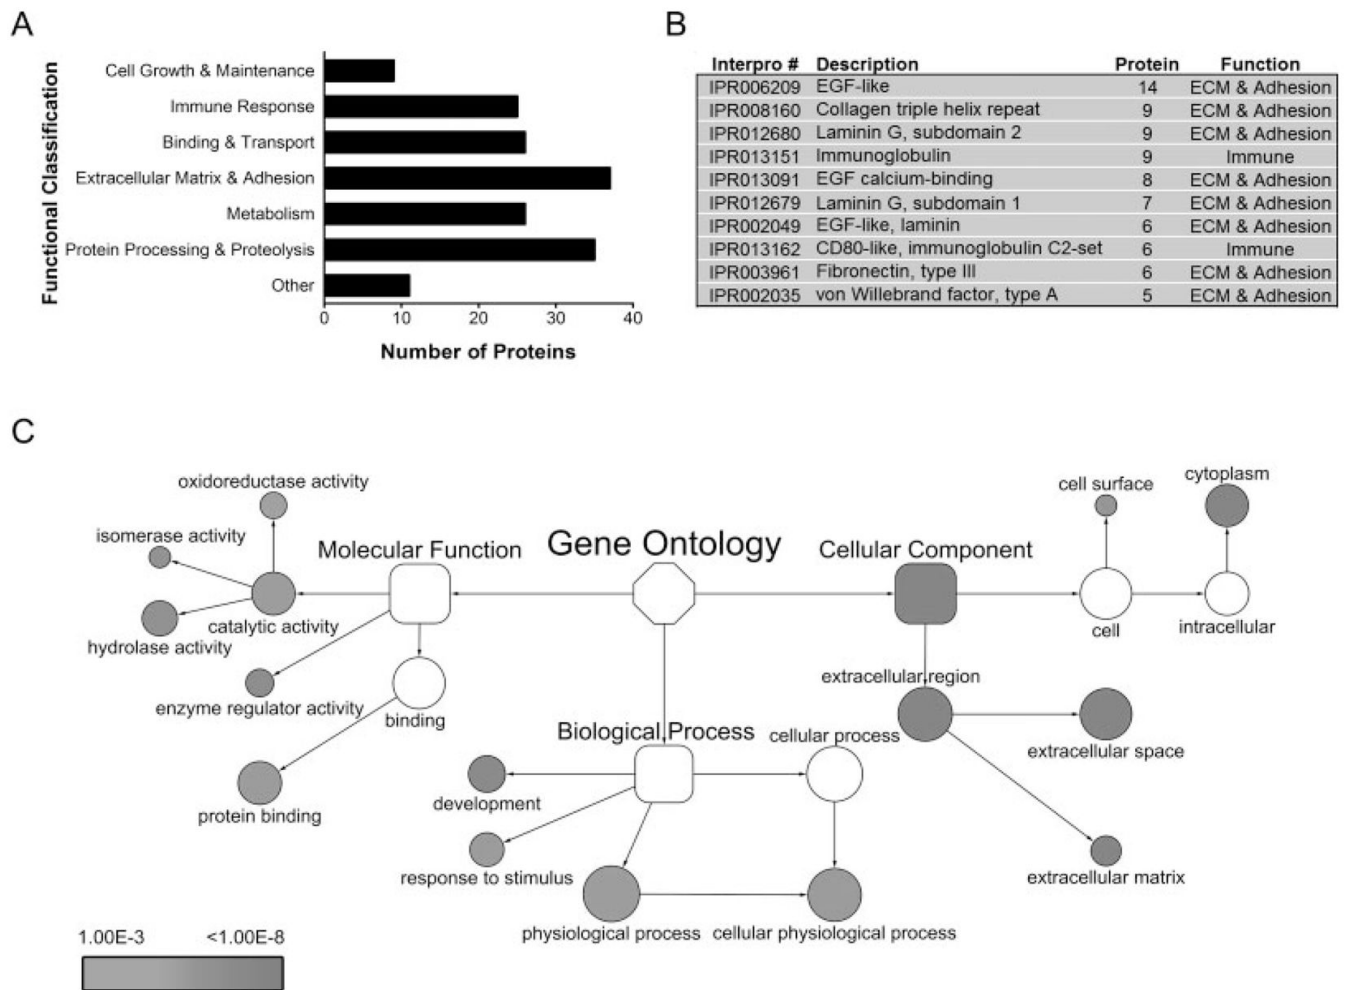 A
Functional Classification
Cell Growth & Maintenance
Immune Response
Binding & Transport
Extracellular Matrix & Adhesion
Metabolism
Protein Processing & Proteolysis
Other
0 10 20 30 40
Number of Proteins
B
Interpro # Description Protein Function
IPR006209 EGF-like 14 ECM & Adhesion
IPR008160 Collagen triple helix repeat 9 ECM & Adhesion
IPR012680 Laminin G, subdomain 2 9 ECM & Adhesion
IPR013151 Immunoglobulin 9 Immune
IPR013091 EGF calcium-binding 8 ECM & Adhesion
IPR012679 Laminin G, subdomain 1 7 ECM & Adhesion
IPR002049 EGF-like, laminin 6 ECM & Adhesion
IPR013162 CD80-like, immunoglobulin C2-set 6 Immune
IPR003961 Fibronectin, type III 6 ECM & Adhesion
IPR002035 von Willebrand factor, type A 5 ECM & Adhesion
C
oxidoreductase activity
isomerase activity
hydrolase activity
catalytic activity
Molecular Function
enzyme regulator activity
binding
protein binding
Gene Ontology
Biological Process
cellular process
development
response to stimulus
physiological process
cellular physiological process
Cellular Component
cell surface
cytoplasm
cell
intracellular
extracellular region
extracellular space
extracellular matrix
1.00E-3 <1.00E-8